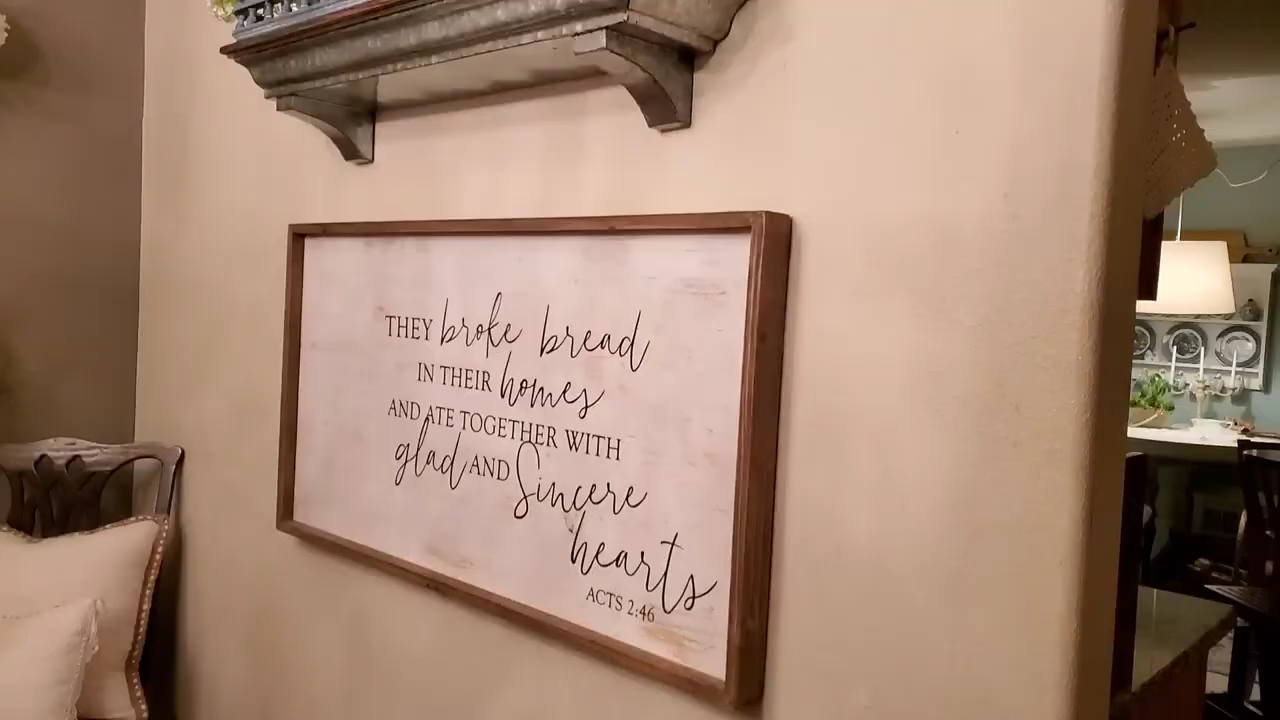 THEY broke bread
IN THEIR homes
AND ATE TOGETHER WITH
glad AND Sincere
hearts
ACTS 2:46